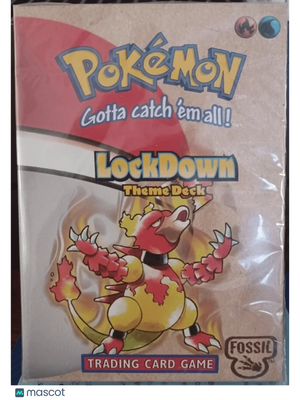 POKéMON
Gotta catch 'em all!
LockDown
Theme Deck
FOSSIL
TRADING CARD GAME
mascot